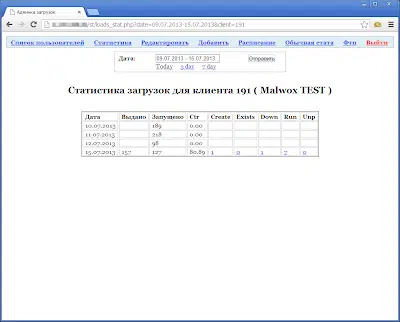 Админка загрузок
/st/loads_stat.php?date=09.07.2013-15.07.2013&client=191
Список пользователей Статистика Редактировать Добавить Расписание Обычная стата Фтп Выйти
Дата: 09.07.2013 - 15.07.2013 Отправить
Today 3 day 7 day
Статистика загрузок для клиента 191 ( Malwox TEST )
Дата Выдано Запущено Ctr Create Exists Down Run Unp
10.07.2013 189 0.00
11.07.2013 218 0.00
12.07.2013 98 0.00
15.07.2013 157 127 80.89 1 0 1 7 0